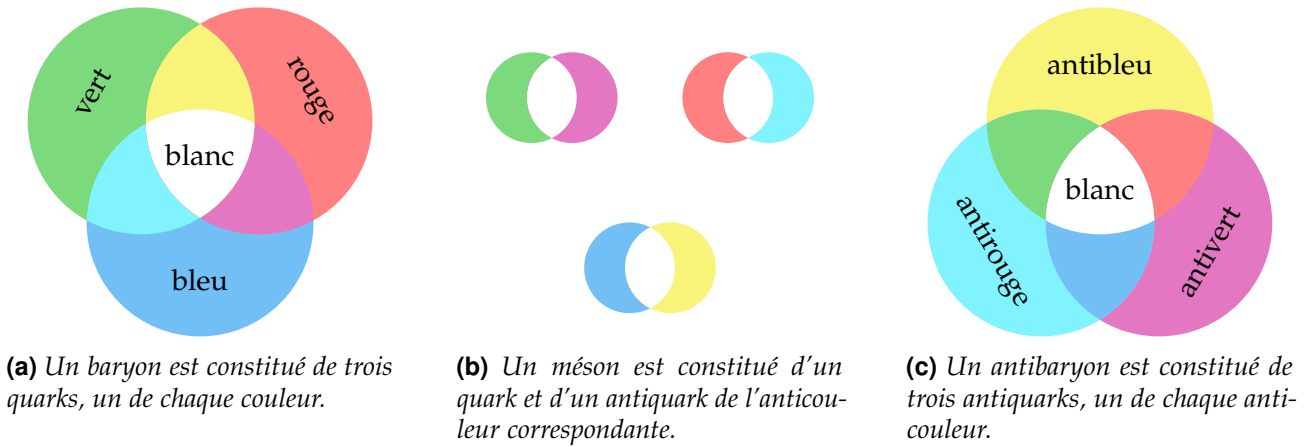 vert
rouge
blanc
bleu
(a) Un baryon est constitué de trois
quarks, un de chaque couleur.
(b) Un méson est constitué d'un
quark et d'un antiquark de l'anticou-
leur correspondante.
antibleu
blanc
antirouge
antivert
(c) Un antibaryon est constitué de
trois antiquarks, un de chaque anti-
couleur.